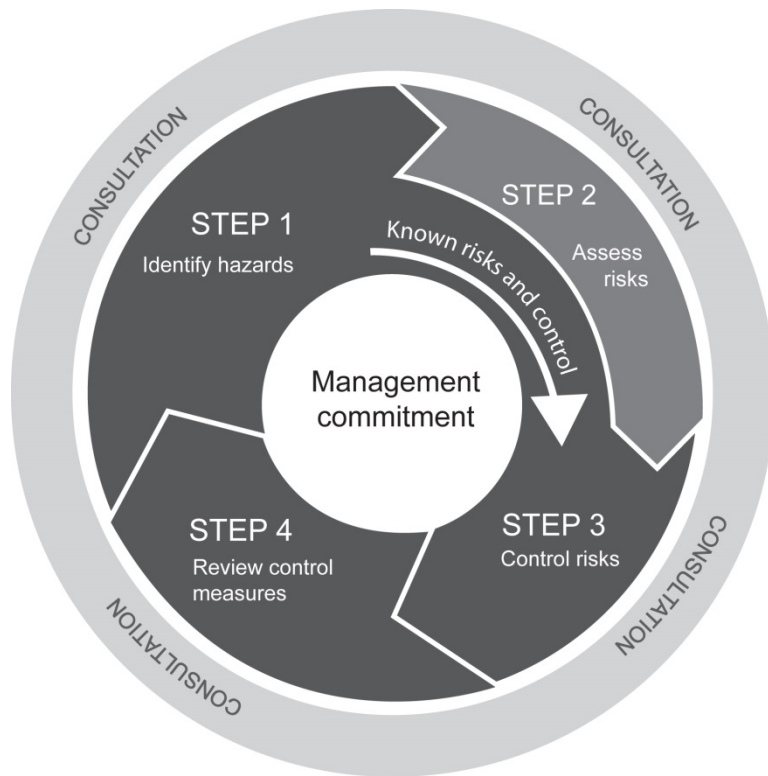 CONSULTATION
CONSULTATION
STEP 1
Identify hazards
STEP 2
Assess
risks
Known risks and control
Management
commitment
STEP 3
Control risks
STEP 4
Review control
measures
CONSULTATION
CONSULTATION